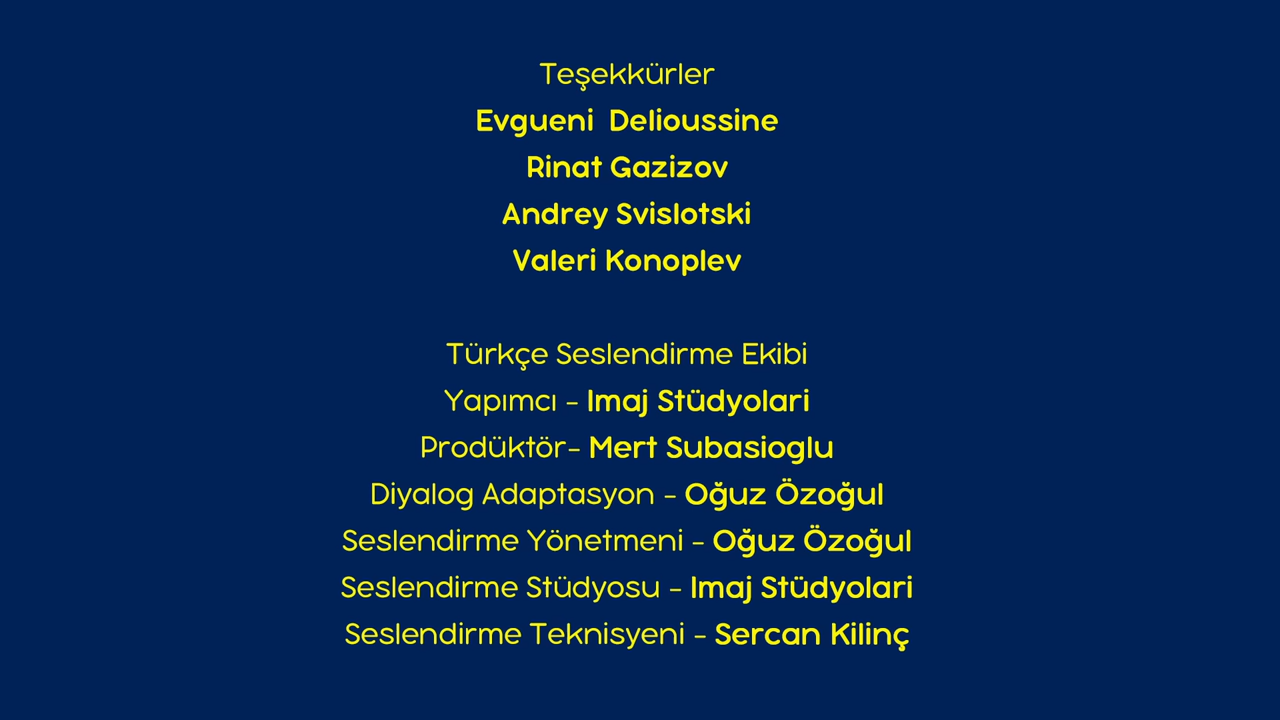 Teşekkürler
Evgueni Delioussine
Rinat Gazizov
Andrey Svislotski
Valeri Konoplev
Türkçe Seslendirme Ekibi
Yapımcı - Imaj Stüdyolari
Prodüktör- Mert Subasioglu
Diyalog Adaptasyon - Oğuz Özoğul
Seslendirme Yönetmeni - Oğuz Özoğul
Seslendirme Stüdyosu - Imaj Stüdyolari
Seslendirme Teknisyeni - Sercan Kilinç